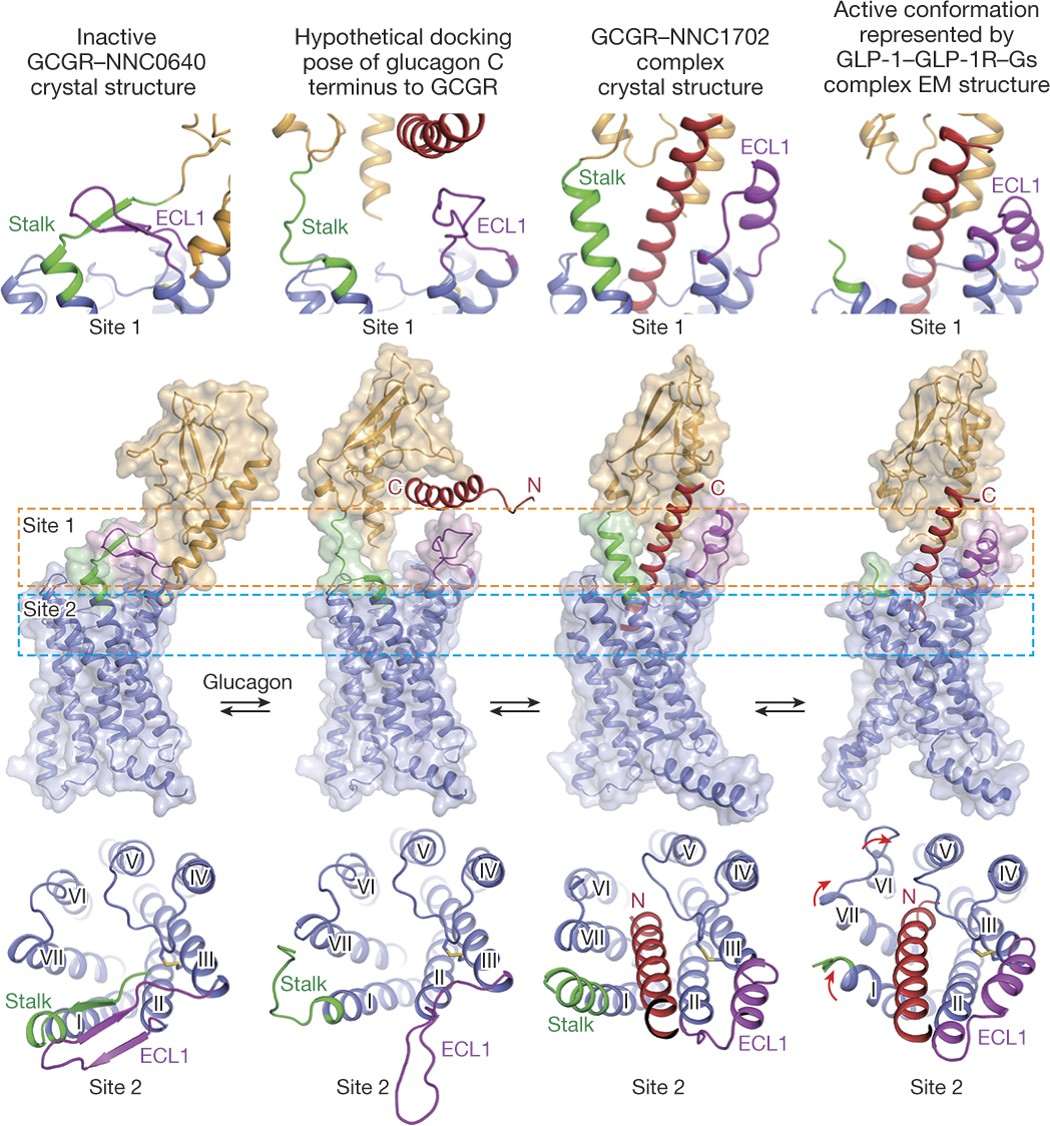 Inactive
GCGR–NNC0640
crystal structure
Hypothetical docking
pose of glucagon C
terminus to GCGR
GCGR–NNC1702
complex
crystal structure
Active conformation
represented by
GLP-1–GLP-1R–Gs
complex EM structure
Stalk
ECL1
Site 1
Stalk
ECL1
Site 1
Stalk
ECL1
Site 1
ECL1
Site 1
C
N
C
C
Site 1
Site 2
Glucagon
V
IV
VI
VII
III
II
I
Stalk
ECL1
Site 2
V
IV
VI
VII
III
II
I
Stalk
ECL1
Site 2
V
IV
VI
N
VII
III
II
I
Stalk
ECL1
Site 2
V
IV
VI
N
VII
III
II
I
ECL1
Site 2